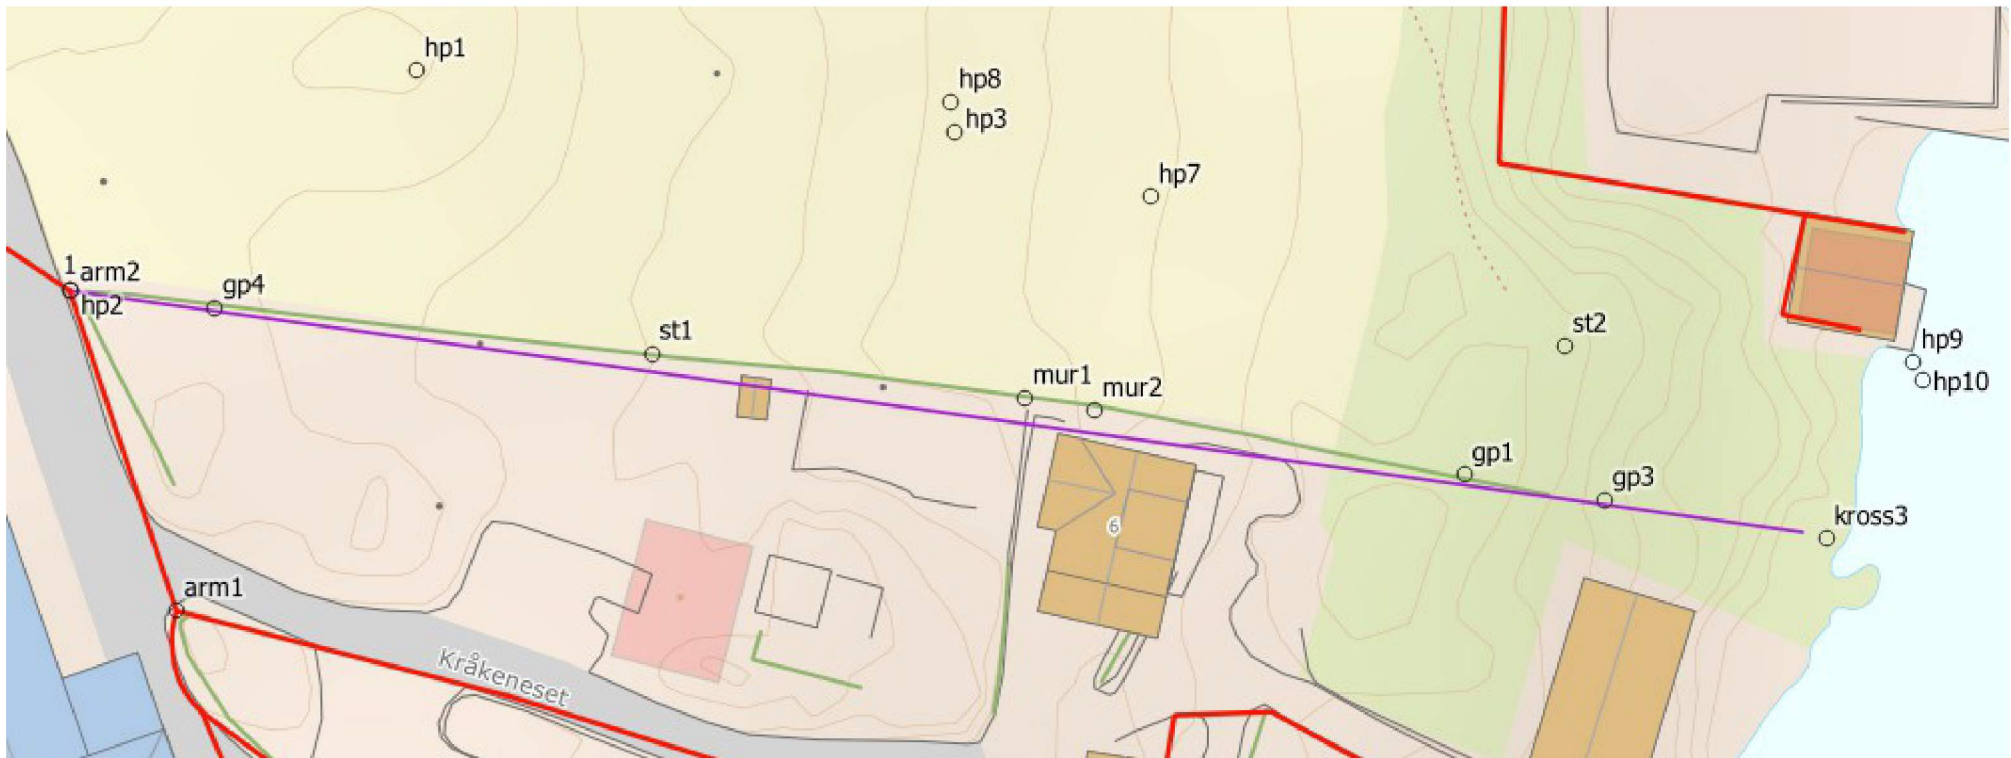 hp1
hp8
hp3
hp7
1
arm2
hp2
gp4
st1
st2
hp9
hp10
mur1
mur2
gp1
gp3
kross3
6
arm1
Kråkeneset